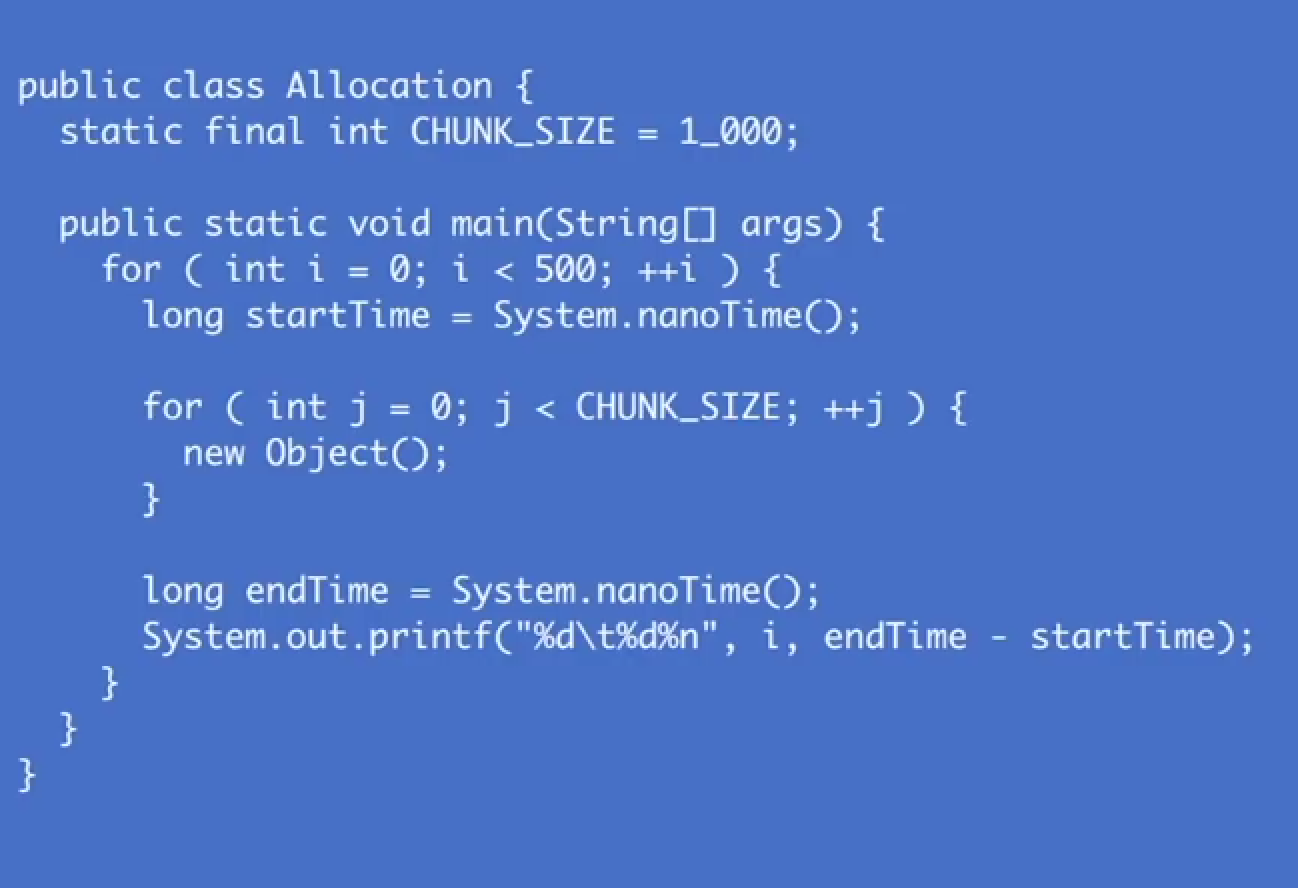 public class Allocation {
  static final int CHUNK_SIZE = 1_000;
  public static void main(String[] args) {
    for ( int i = 0; i < 500; ++i ) {
      long startTime = System.nanoTime();
      for ( int j = 0; j < CHUNK_SIZE; ++j ) {
        new Object();
      }
      long endTime = System.nanoTime();
      System.out.printf("%d\t%d%n", i, endTime - startTime);
    }
  }
}